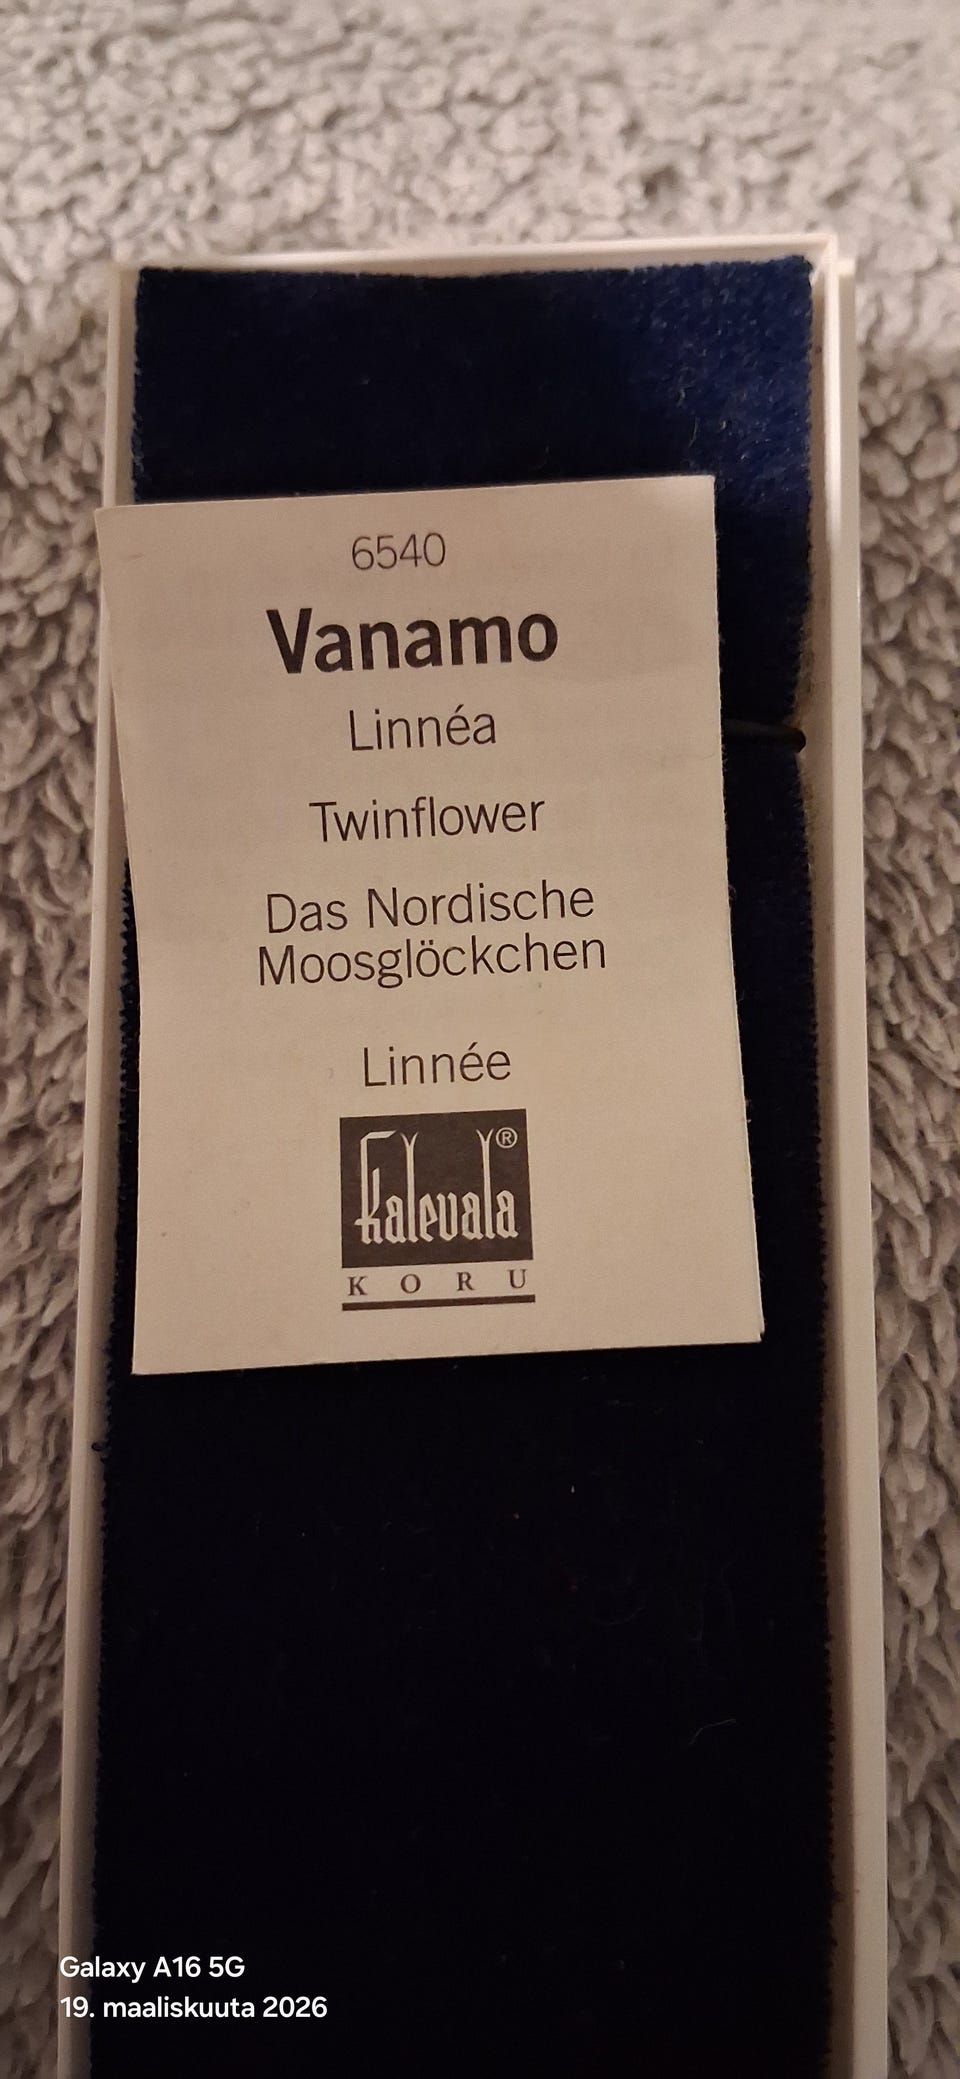 6540
Vanamo
Linnéa
Twinflower
Das Nordische
Moosglöckchen
Linnée
Kalevala®
KORU
Galaxy A16 5G
19. maaliskuuta 2026